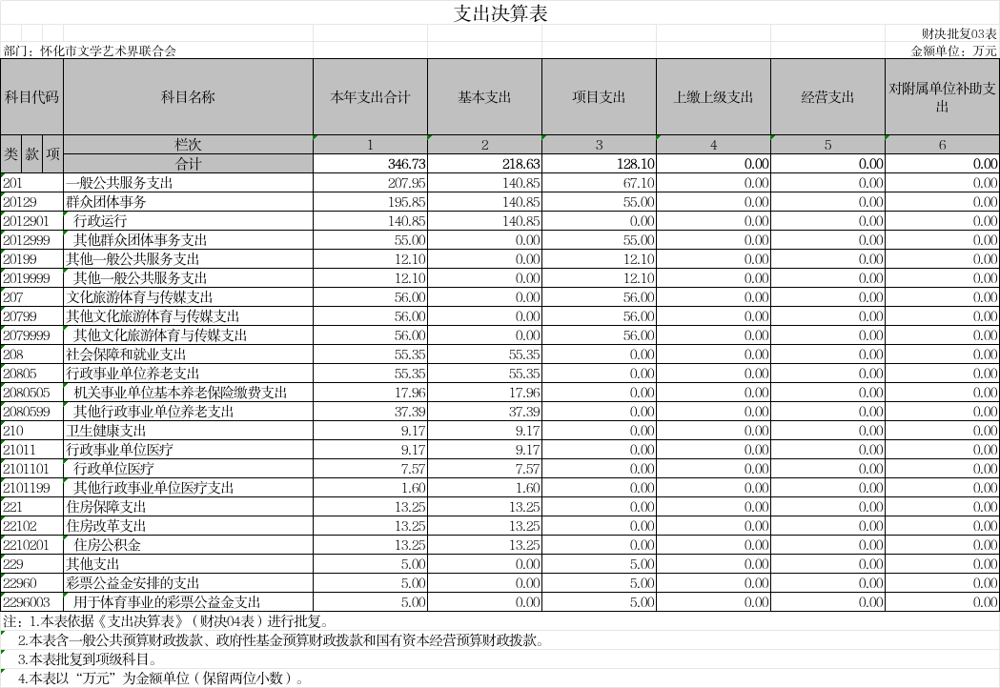 支出决算表
财决批复03表
部门：怀化市文学艺术界联合会 金额单位：万元
科目代码 科目名称 本年支出合计 基本支出 项目支出 上缴上级支出 经营支出 对附属单位补助支出
类 款 项 栏次 1 2 3 4 5 6
合计 346.73 218.63 128.10 0.00 0.00 0.00
201 一般公共服务支出 207.95 140.85 67.10 0.00 0.00 0.00
20129 群众团体事务 195.85 140.85 55.00 0.00 0.00 0.00
2012901 行政运行 140.85 140.85 0.00 0.00 0.00 0.00
2012999 其他群众团体事务支出 55.00 0.00 55.00 0.00 0.00 0.00
20199 其他一般公共服务支出 12.10 0.00 12.10 0.00 0.00 0.00
2019999 其他一般公共服务支出 12.10 0.00 12.10 0.00 0.00 0.00
207 文化旅游体育与传媒支出 56.00 0.00 56.00 0.00 0.00 0.00
20799 其他文化旅游体育与传媒支出 56.00 0.00 56.00 0.00 0.00 0.00
2079999 其他文化旅游体育与传媒支出 56.00 0.00 56.00 0.00 0.00 0.00
208 社会保障和就业支出 55.35 55.35 0.00 0.00 0.00 0.00
20805 行政事业单位养老支出 55.35 55.35 0.00 0.00 0.00 0.00
2080505 机关事业单位基本养老保险缴费支出 17.96 17.96 0.00 0.00 0.00 0.00
2080599 其他行政事业单位养老支出 37.39 37.39 0.00 0.00 0.00 0.00
210 卫生健康支出 9.17 9.17 0.00 0.00 0.00 0.00
21011 行政事业单位医疗 9.17 9.17 0.00 0.00 0.00 0.00
2101101 行政单位医疗 7.57 7.57 0.00 0.00 0.00 0.00
2101199 其他行政事业单位医疗支出 1.60 1.60 0.00 0.00 0.00 0.00
221 住房保障支出 13.25 13.25 0.00 0.00 0.00 0.00
22102 住房改革支出 13.25 13.25 0.00 0.00 0.00 0.00
2210201 住房公积金 13.25 13.25 0.00 0.00 0.00 0.00
229 其他支出 5.00 0.00 5.00 0.00 0.00 0.00
22960 彩票公益金安排的支出 5.00 0.00 5.00 0.00 0.00 0.00
2296003 用于体育事业的彩票公益金支出 5.00 0.00 5.00 0.00 0.00 0.00
注：1.本表依据《支出决算表》（财决04表）进行批复。
2.本表含一般公共预算财政拨款、政府性基金预算财政拨款和国有资本经营预算财政拨款。
3.本表批复到项级科目。
4.本表以“万元”为金额单位（保留两位小数）。